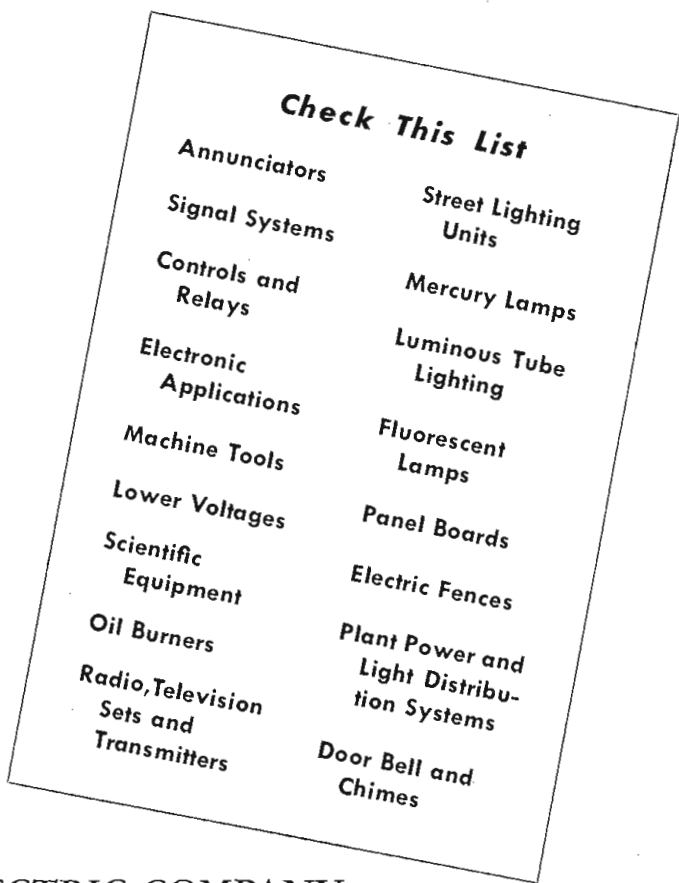 Check This List
Annunciators
Signal Systems
Controls and
Relays
Electronic
Applications
Machine Tools
Lower Voltages
Scientific
Equipment
Oil Burners
Radio, Television
Sets and
Transmitters
Street Lighting
Units
Mercury Lamps
Luminous Tube
Lighting
Fluorescent
Lamps
Panel Boards
Electric Fences
Plant Power and
Light Distribu-
tion Systems
Door Bell and
Chimes
COMPANY